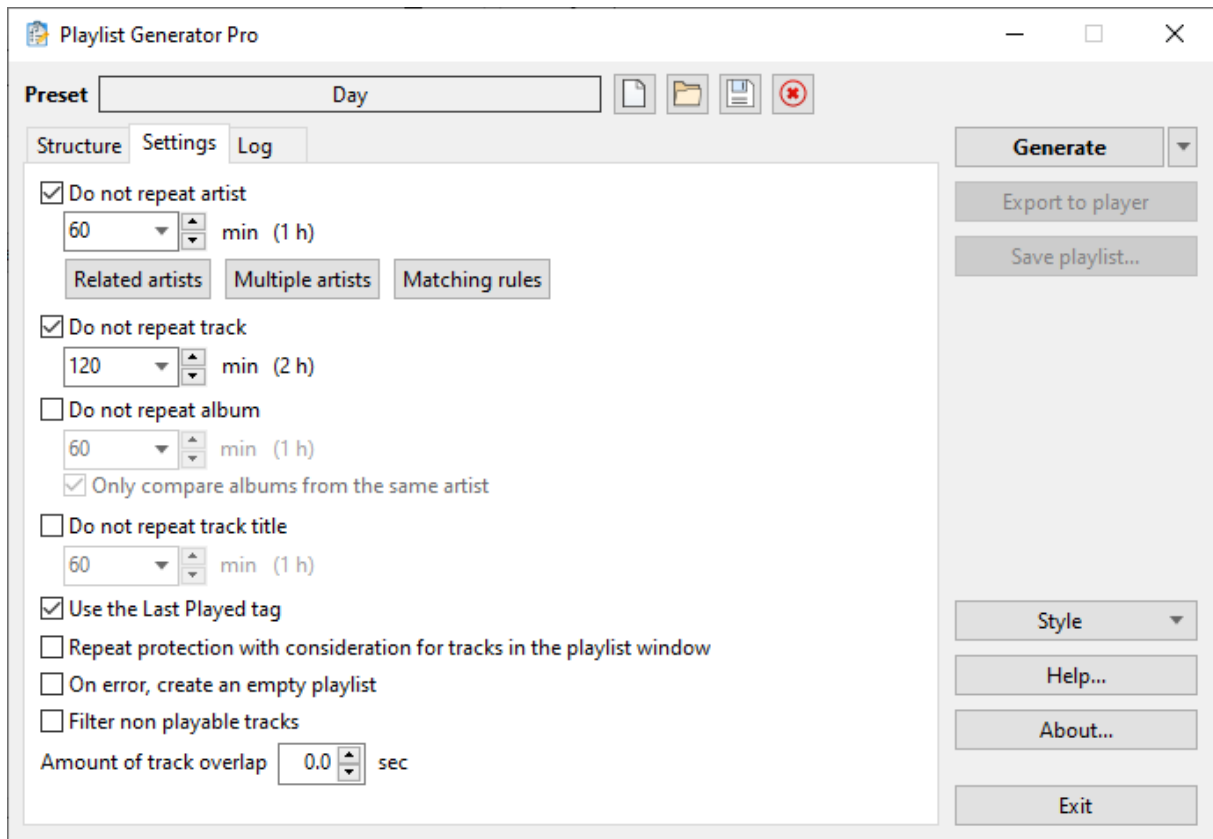 Playlist Generator Pro
Preset Day
Structure Settings Log
Generate
Do not repeat artist
Export to player
60 min (1 h)
Save playlist...
Related artists Multiple artists Matching rules
Do not repeat track
120 min (2 h)
Do not repeat album
60 min (1 h)
Only compare albums from the same artist
Do not repeat track title
60 min (1 h)
Use the Last Played tag
Style
Repeat protection with consideration for tracks in the playlist window
Help...
On error, create an empty playlist
Filter non playable tracks
About...
Amount of track overlap 0.0 sec
Exit